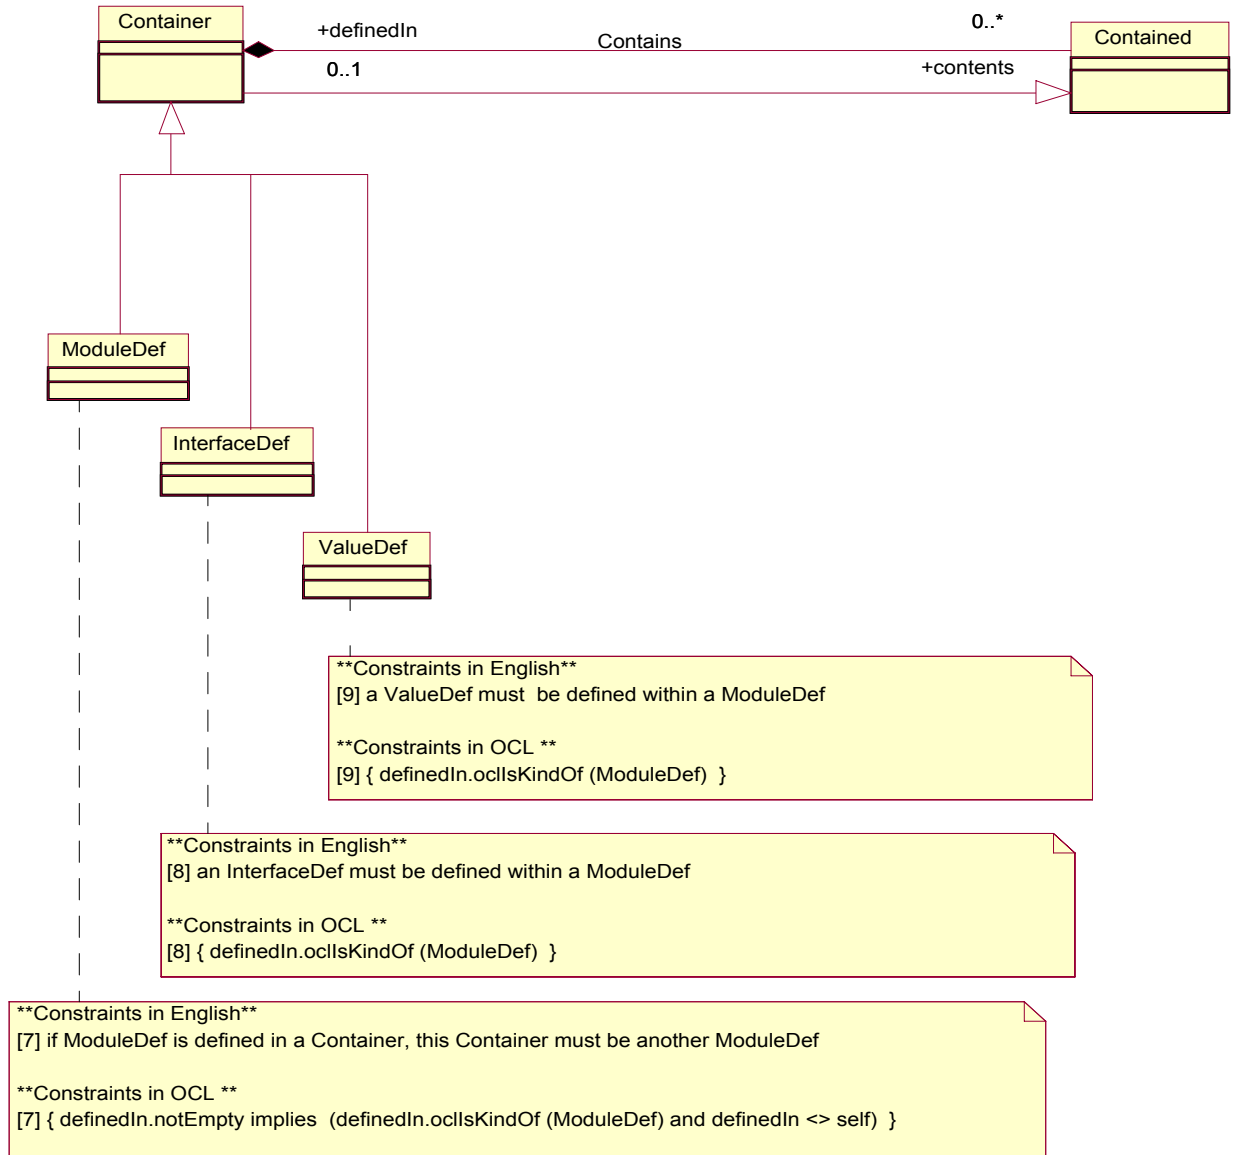 Container
+definedIn
Contains
0..*
Contained
0..1
+contents
ModuleDef
InterfaceDef
ValueDef
**Constraints in English**
[9] a ValueDef must  be defined within a ModuleDef
**Constraints in OCL **
[9] { definedIn.oclIsKindOf (ModuleDef)  }
**Constraints in English**
[8] an InterfaceDef must be defined within a ModuleDef
**Constraints in OCL **
[8] { definedIn.oclIsKindOf (ModuleDef)  }
**Constraints in English**
[7] if ModuleDef is defined in a Container, this Container must be another ModuleDef
**Constraints in OCL **
[7] { definedIn.notEmpty implies  (definedIn.oclIsKindOf (ModuleDef) and definedIn <> self)  }